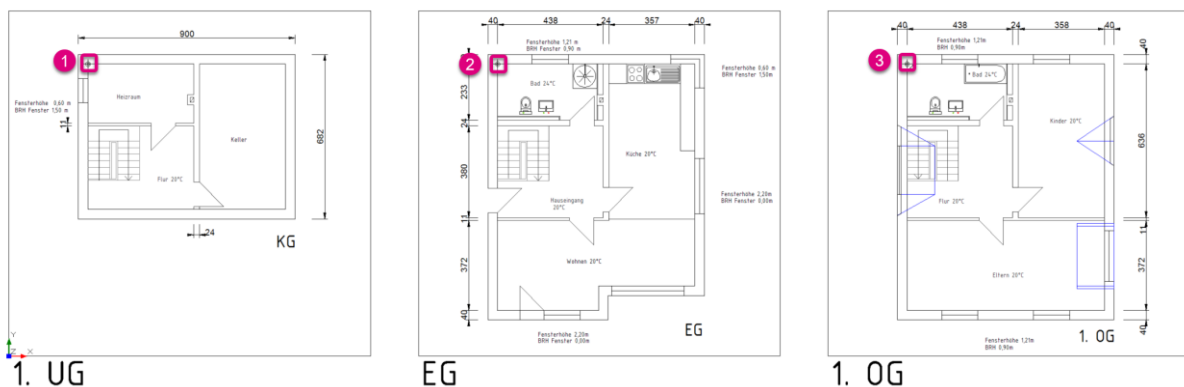 900
1
Fensterhöhe 0,60 m
BRH Fenster 1,50 m
Heizraum
11
Keller
682
Flur 20°C
24
KG
Y
Z
X
1. UG
40
438
24
357
Fensterhöhe 1,21 m
BRH Fenster 0,90 m
2
Fensterhöhe 0,60 m
BRH Fenster 1,50m
Bad 24°C
233
24
Küche 20°C
380
Hauseingang
20°C
Fensterhöhe 2,20m
BRH Fenster 0,00m
11
372
Wohnen 20°C
40
Fensterhöhe 2,20m
BRH Fenster 0,00m
EG
EG
40
438
24
358
40
Fensterhöhe 1,21m
BRH 0,90m
40
3
Bad 24°C
Kinder 20°C
636
Flur 20°C
11
372
Eltern 20°C
40
Fensterhöhe 1,21m
BRH 0,90m
1. OG
1. OG